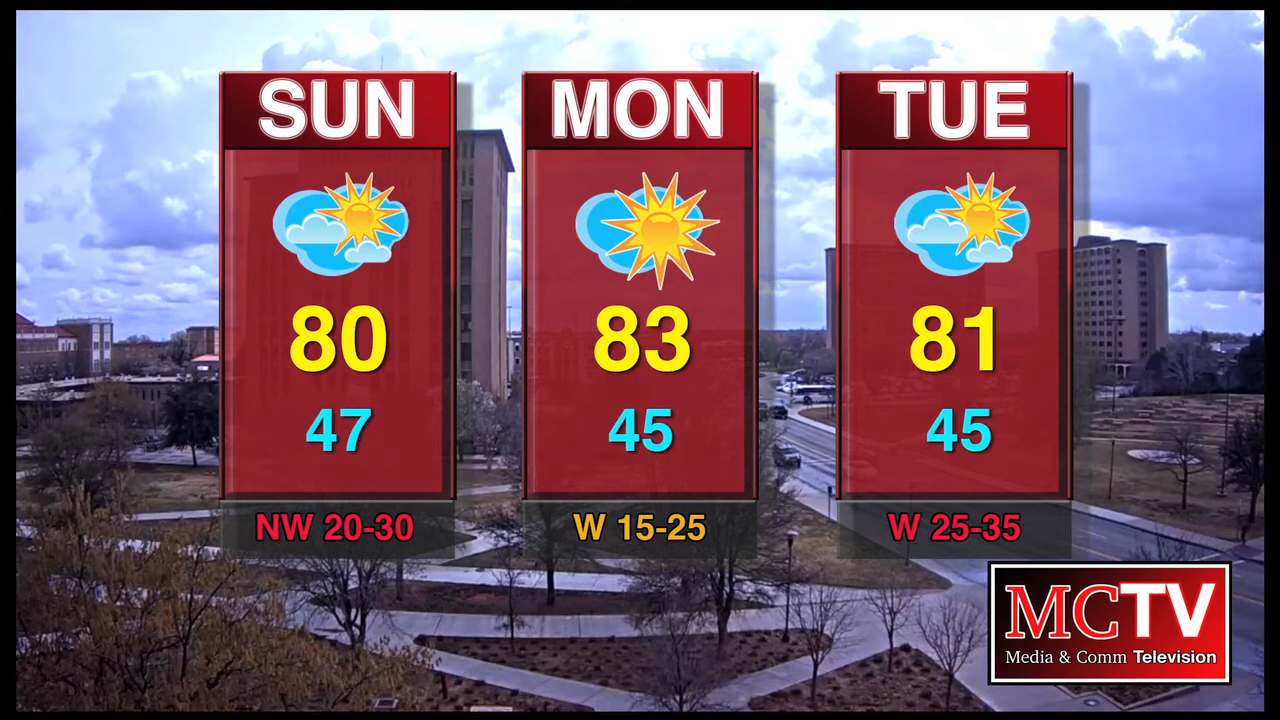 SUN
80
47
NW 20-30
MON
83
45
W 15-25
TUE
81
45
W 25-35
MCTV
Media & Comm Television